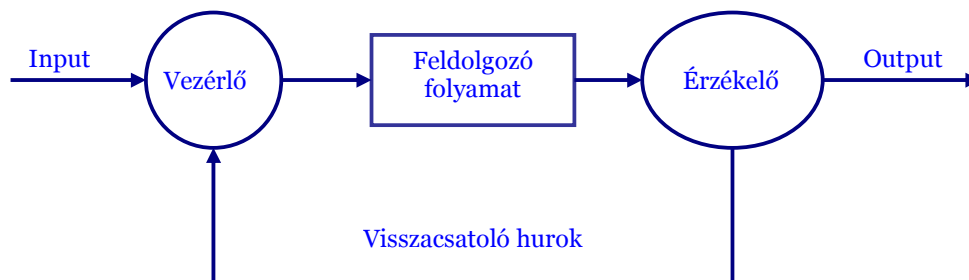 Input
Vezérlő
Feldolgozó
folyamat
Érzékelő
Output
Visszacsatoló hurok